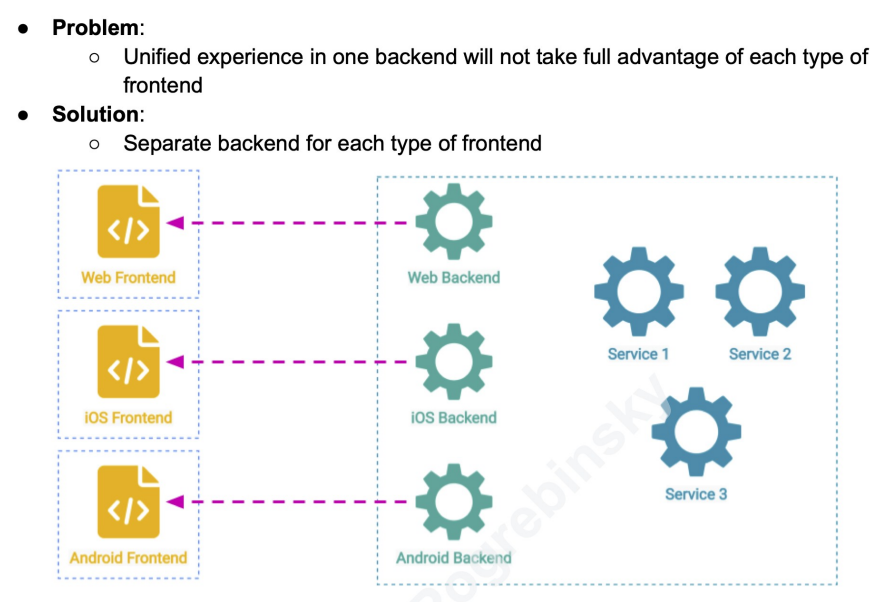 ● Problem:
○ Unified experience in one backend will not take full advantage of each type of
frontend
● Solution:
○ Separate backend for each type of frontend
</>
Web Frontend
Web Backend
Service 1
Service 2
</>
iOS Frontend
iOS Backend
Service 3
</>
Android Frontend
Android Backend
Pogrebinsky